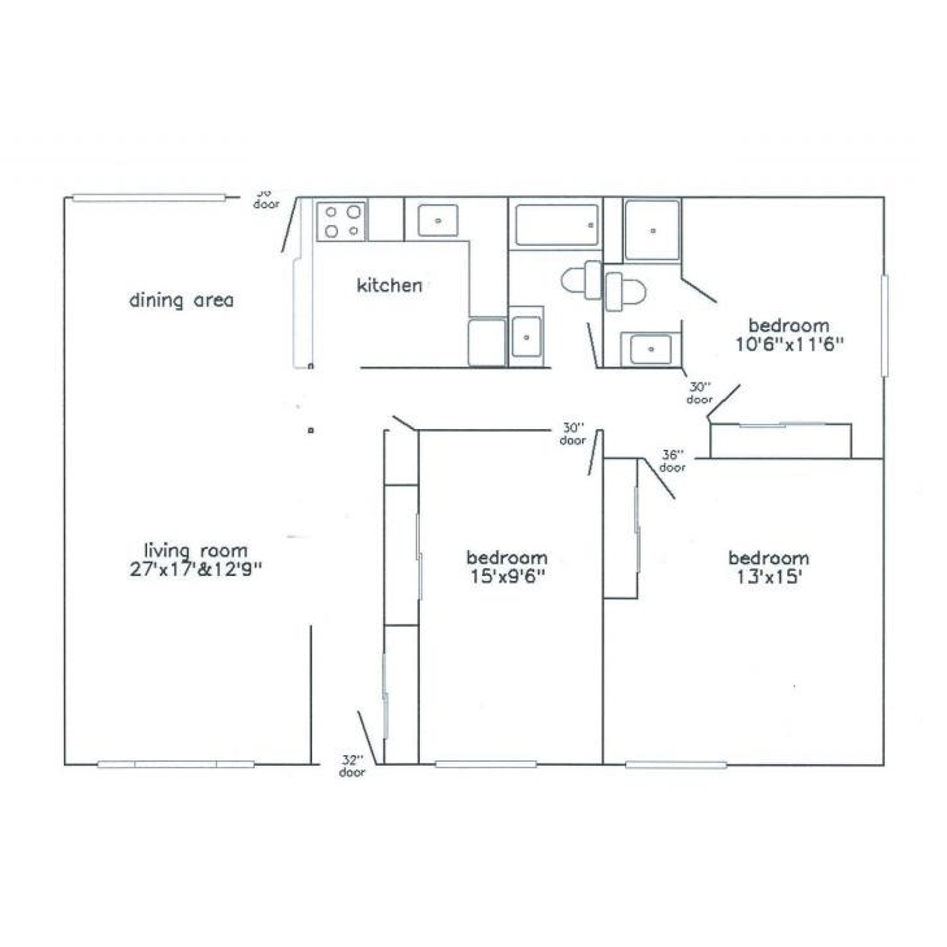 door
dining area
kitchen
bedroom
10'6"x11'6"
30"
door
30"
door
36"
door
living room
27'x17'&12'9"
bedroom
15'x9'6"
bedroom
13'x15'
32"
door